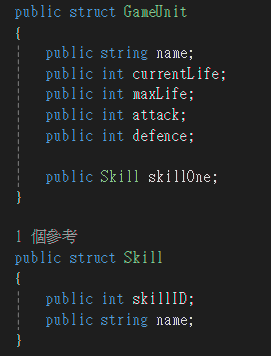 public struct GameUnit
{
public string name;
public int currentLife;
public int maxLife;
public int attack;
public int defence;
public Skill skillOne;
}
1 個參考
public struct Skill
{
public int skillID;
public string name;
}